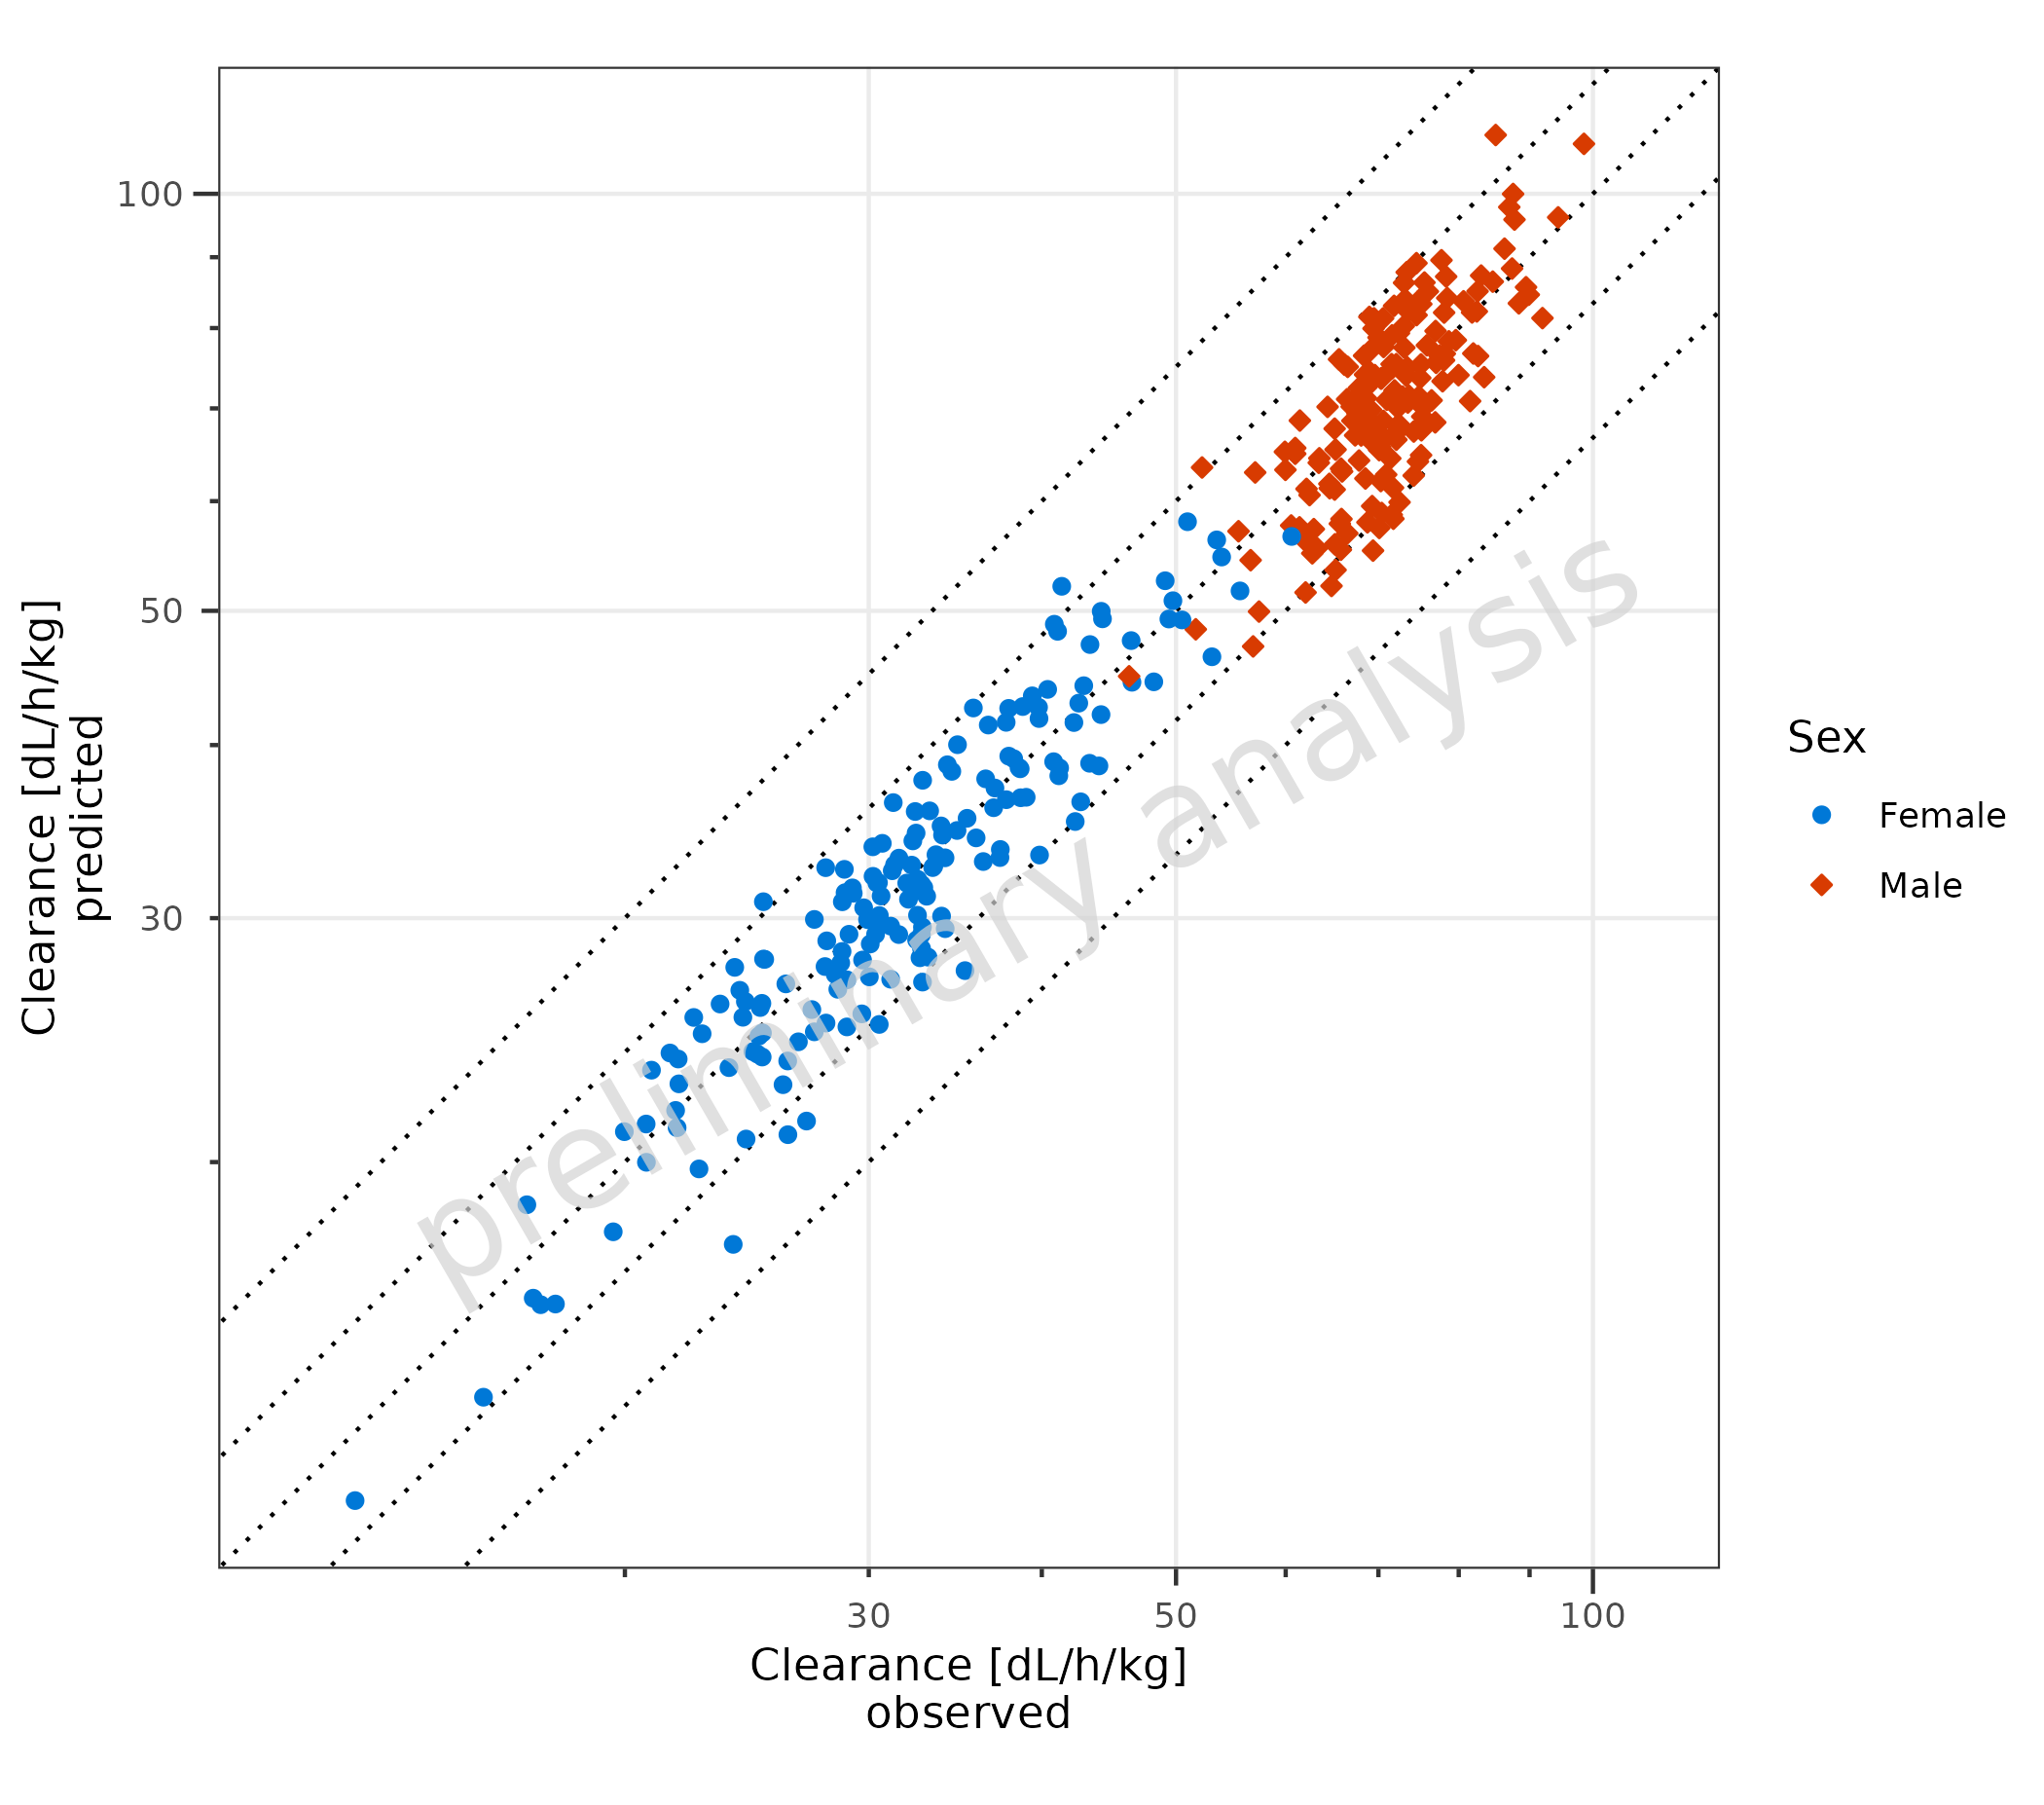 100
50
30
Clearance [dL/h/kg]
predicted
preliminary analysis
Sex
Female
Male
30 50 100
Clearance [dL/h/kg]
observed